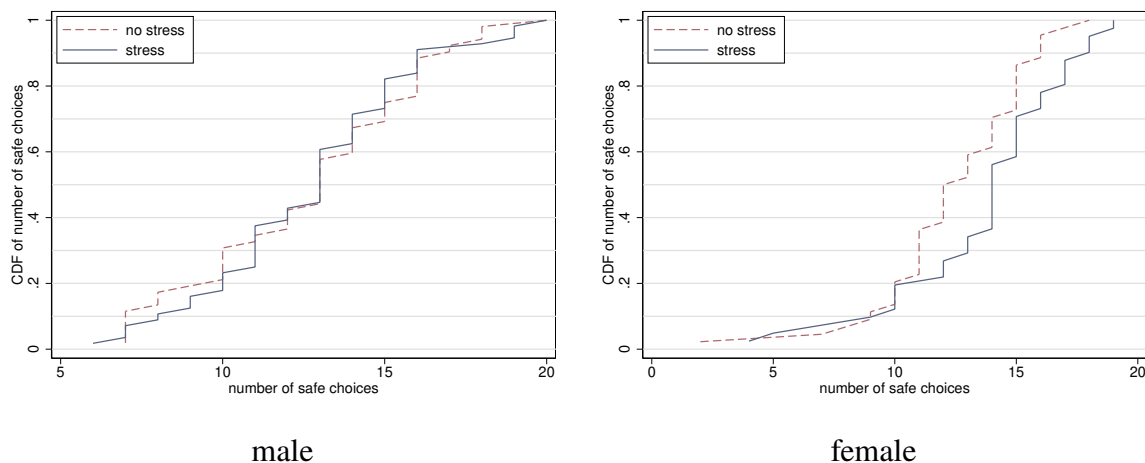 no stress
stress
CDF of number of safe choices
0 .2 .4 .6 .8 1
5 10 15 20
number of safe choices
male
no stress
stress
CDF of number of safe choices
0 .2 .4 .6 .8 1
0 5 10 15 20
number of safe choices
female